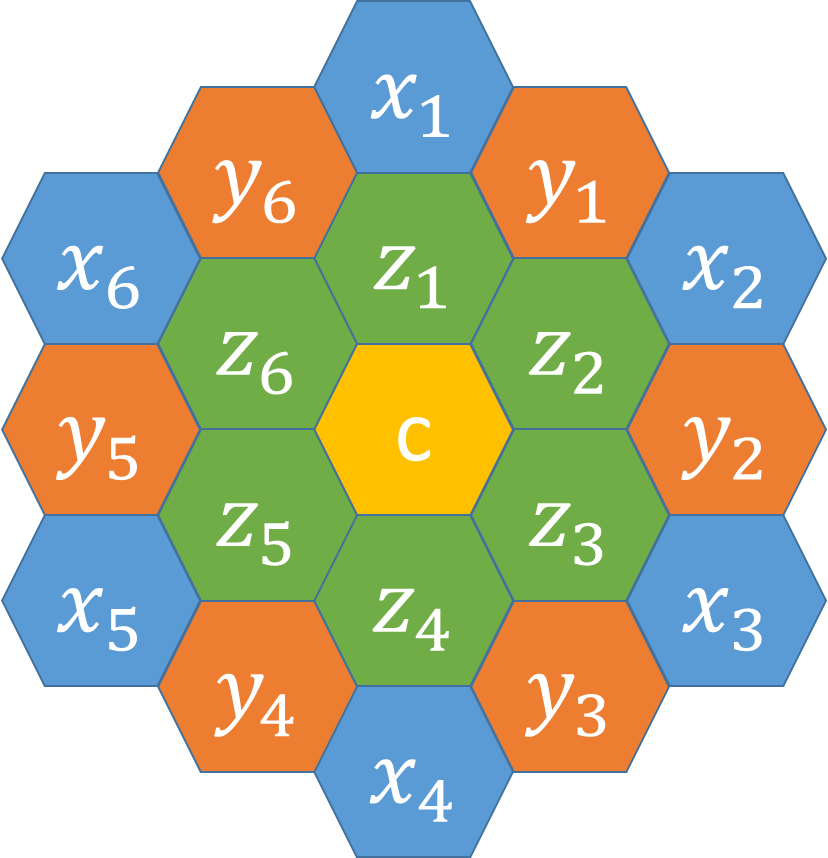 x₁
y₆ y₁
x₆ z₁ x₂
z₆ z₂
y₅ c y₂
z₅ z₃
x₅ z₄ x₃
y₄ y₃
x₄